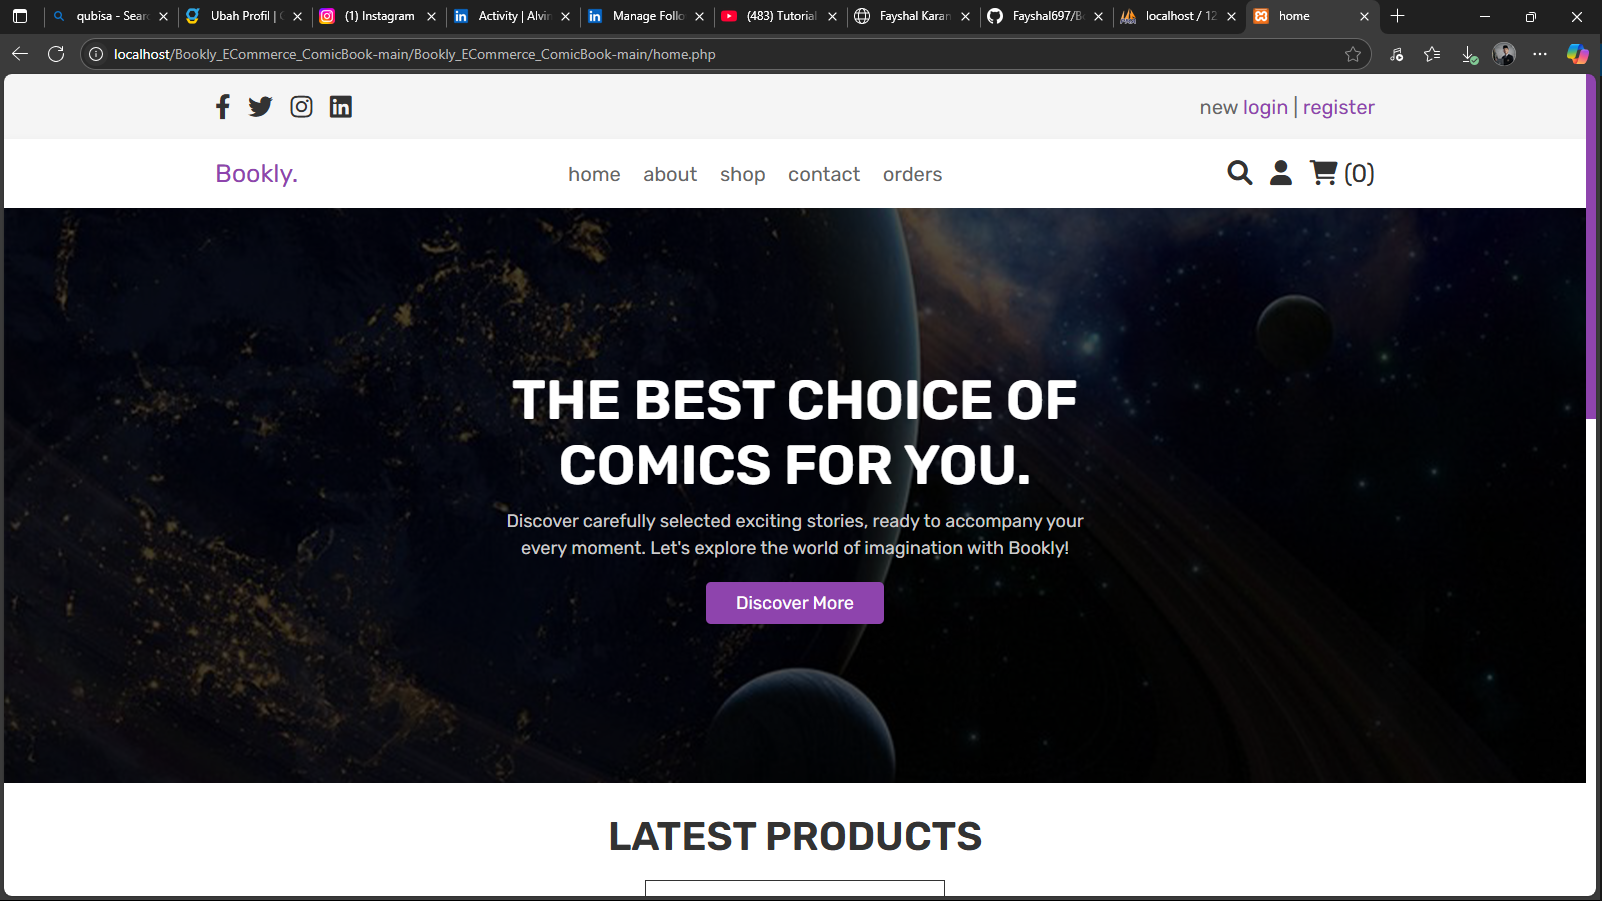 qubisa - Sear
Ubah Profil |
(1) Instagram
Activity | Alvin
Manage Follo
(483) Tutorial
Fayshal Karan
Fayshal697/Bo
localhost / 12
home
localhost/Bookly_ECommerce_ComicBook-main/Bookly_ECommerce_ComicBook-main/home.php
new login | register
Bookly.
home
about
shop
contact
orders
(0)
THE BEST CHOICE OF
COMICS FOR YOU.
Discover carefully selected exciting stories, ready to accompany your
every moment. Let's explore the world of imagination with Bookly!
Discover More
LATEST PRODUCTS